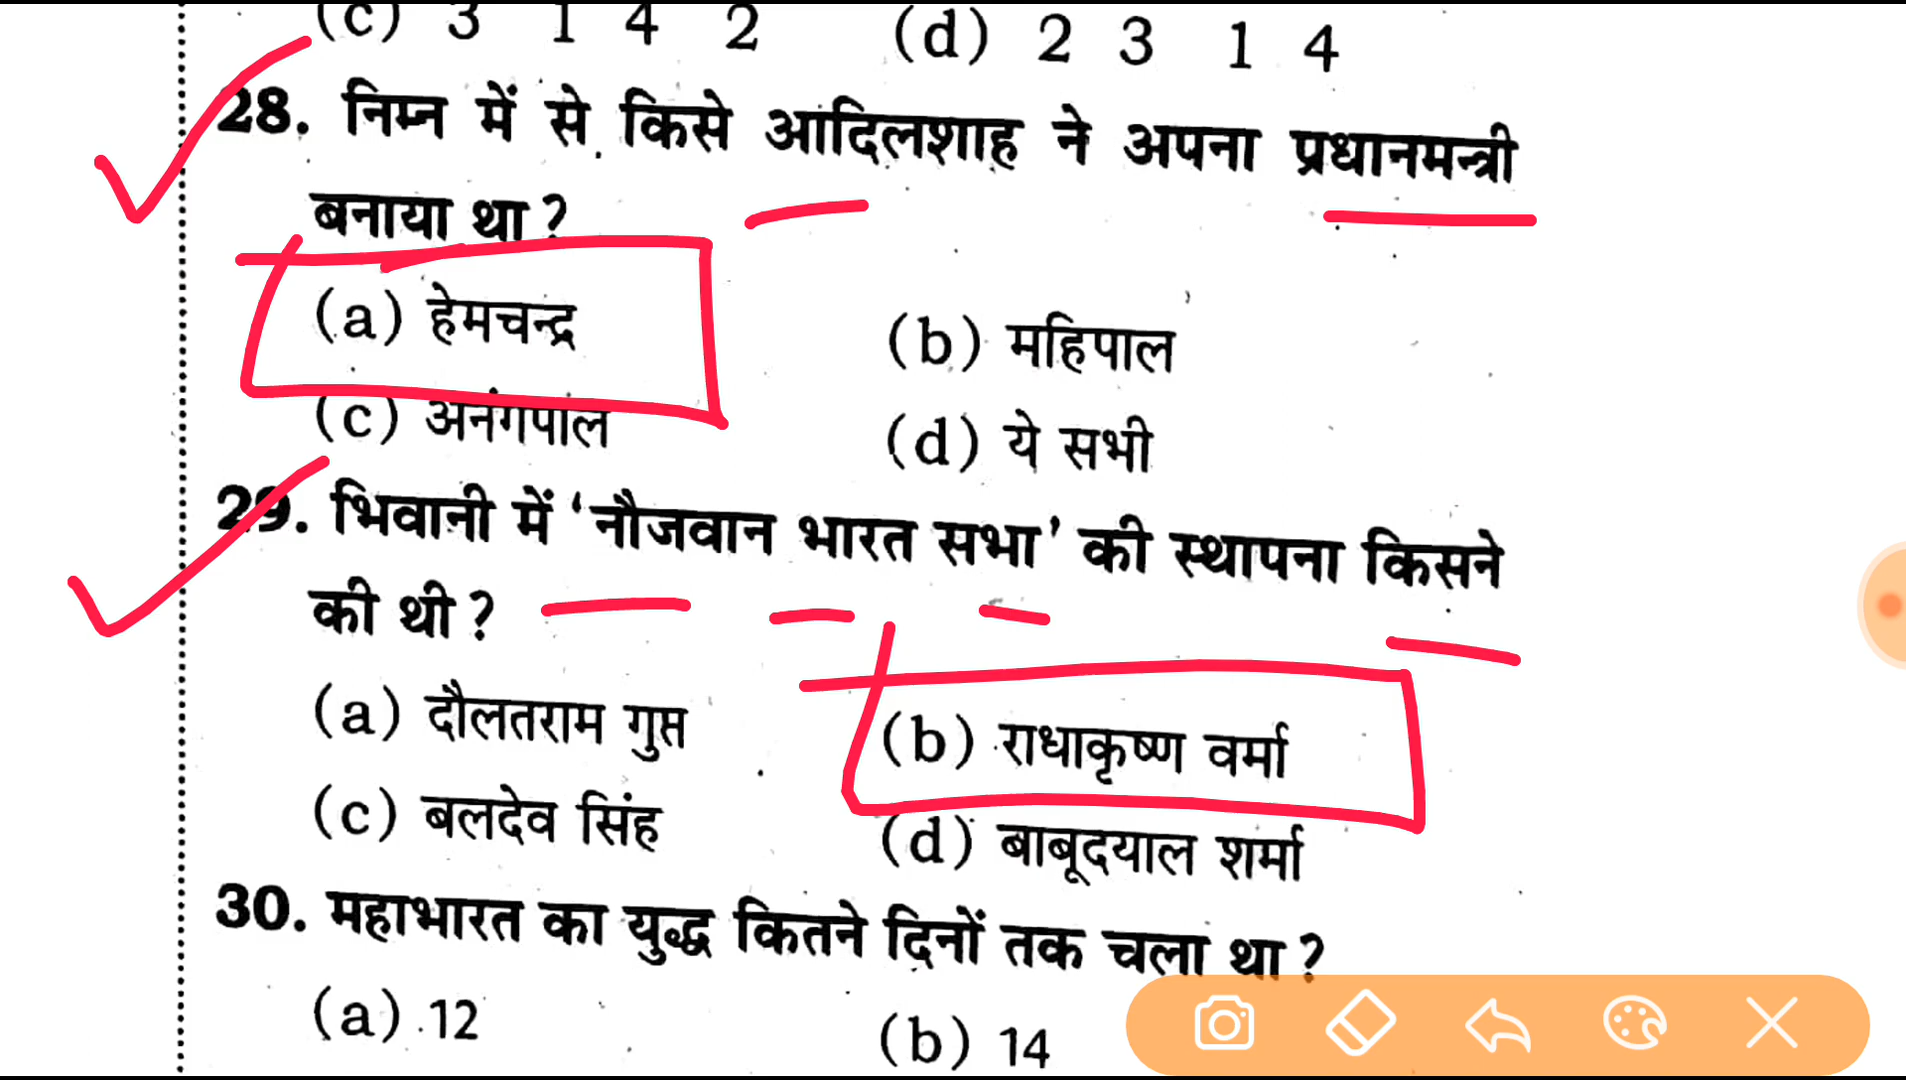 (c) 3 1 4 2 (d) 2 3 1 4
28. निम्न में से किसे आदिलशाह ने अपना प्रधानमन्त्री
बनाया था ?
(a) हेमचन्द्र (b) महिपाल
(c) अनंगपाल (d) ये सभी
29. भिवानी में ‘नौजवान भारत सभा’ की स्थापना किसने
की थी ?
(a) दौलतराम गुप्त (b) राधाकृष्ण वर्मा
(c) बलदेव सिंह (d) बाबूदयाल शर्मा
30. महाभारत का युद्ध कितने दिनों तक चला था ?
(a) 12 (b) 14